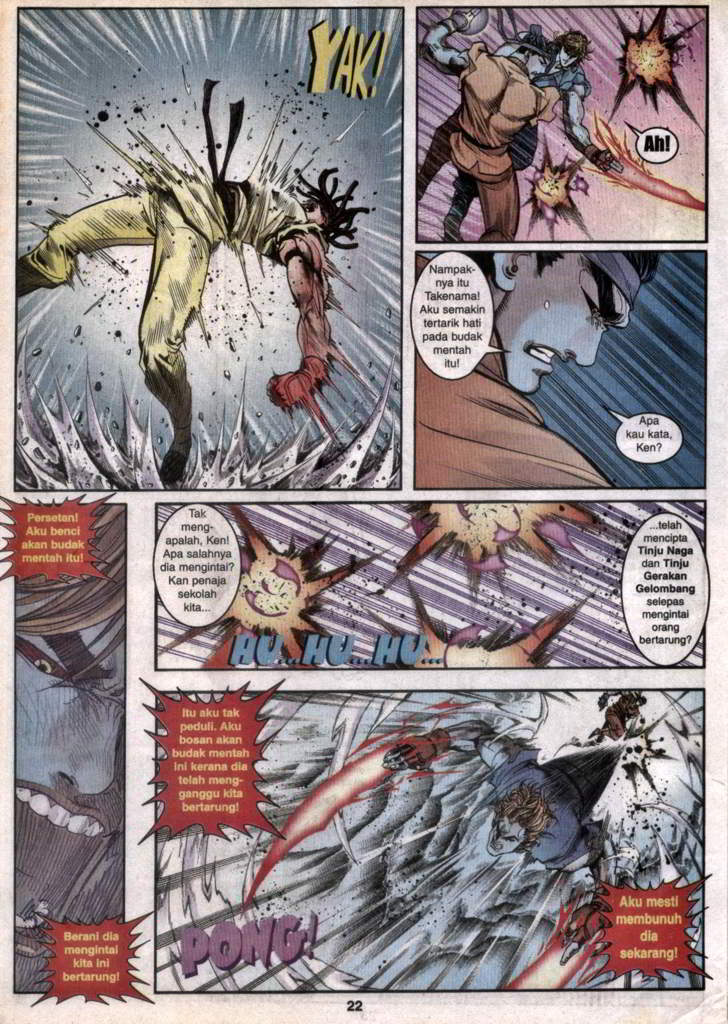 YAK!
Ah!
Nampak-
nya itu
Takenama!
Aku semakin
tertarik hati
pada budak
mentah
itu!
Apa
kau kata,
Ken?
Persetan!
Aku benci
akan budak
mentah itu!
Tak
meng-
apalah, Ken!
Apa salahnya
dia mengintai?
Kan penaja
sekolah
kita...
HU...HU...HU...
...telah
mencipta
Tinju Naga
dan Tinju
Gerakan
Gelombang
selepas
mengintai
orang
bertarung?
Itu aku tak
peduli. Aku
bosan akan
budak mentah
ini kerana dia
telah meng-
ganggu kita
bertarung!
Berani dia
mengintai
kita ini
bertarung!
PONG!
Aku mesti
membunuh
dia
sekarang!
22